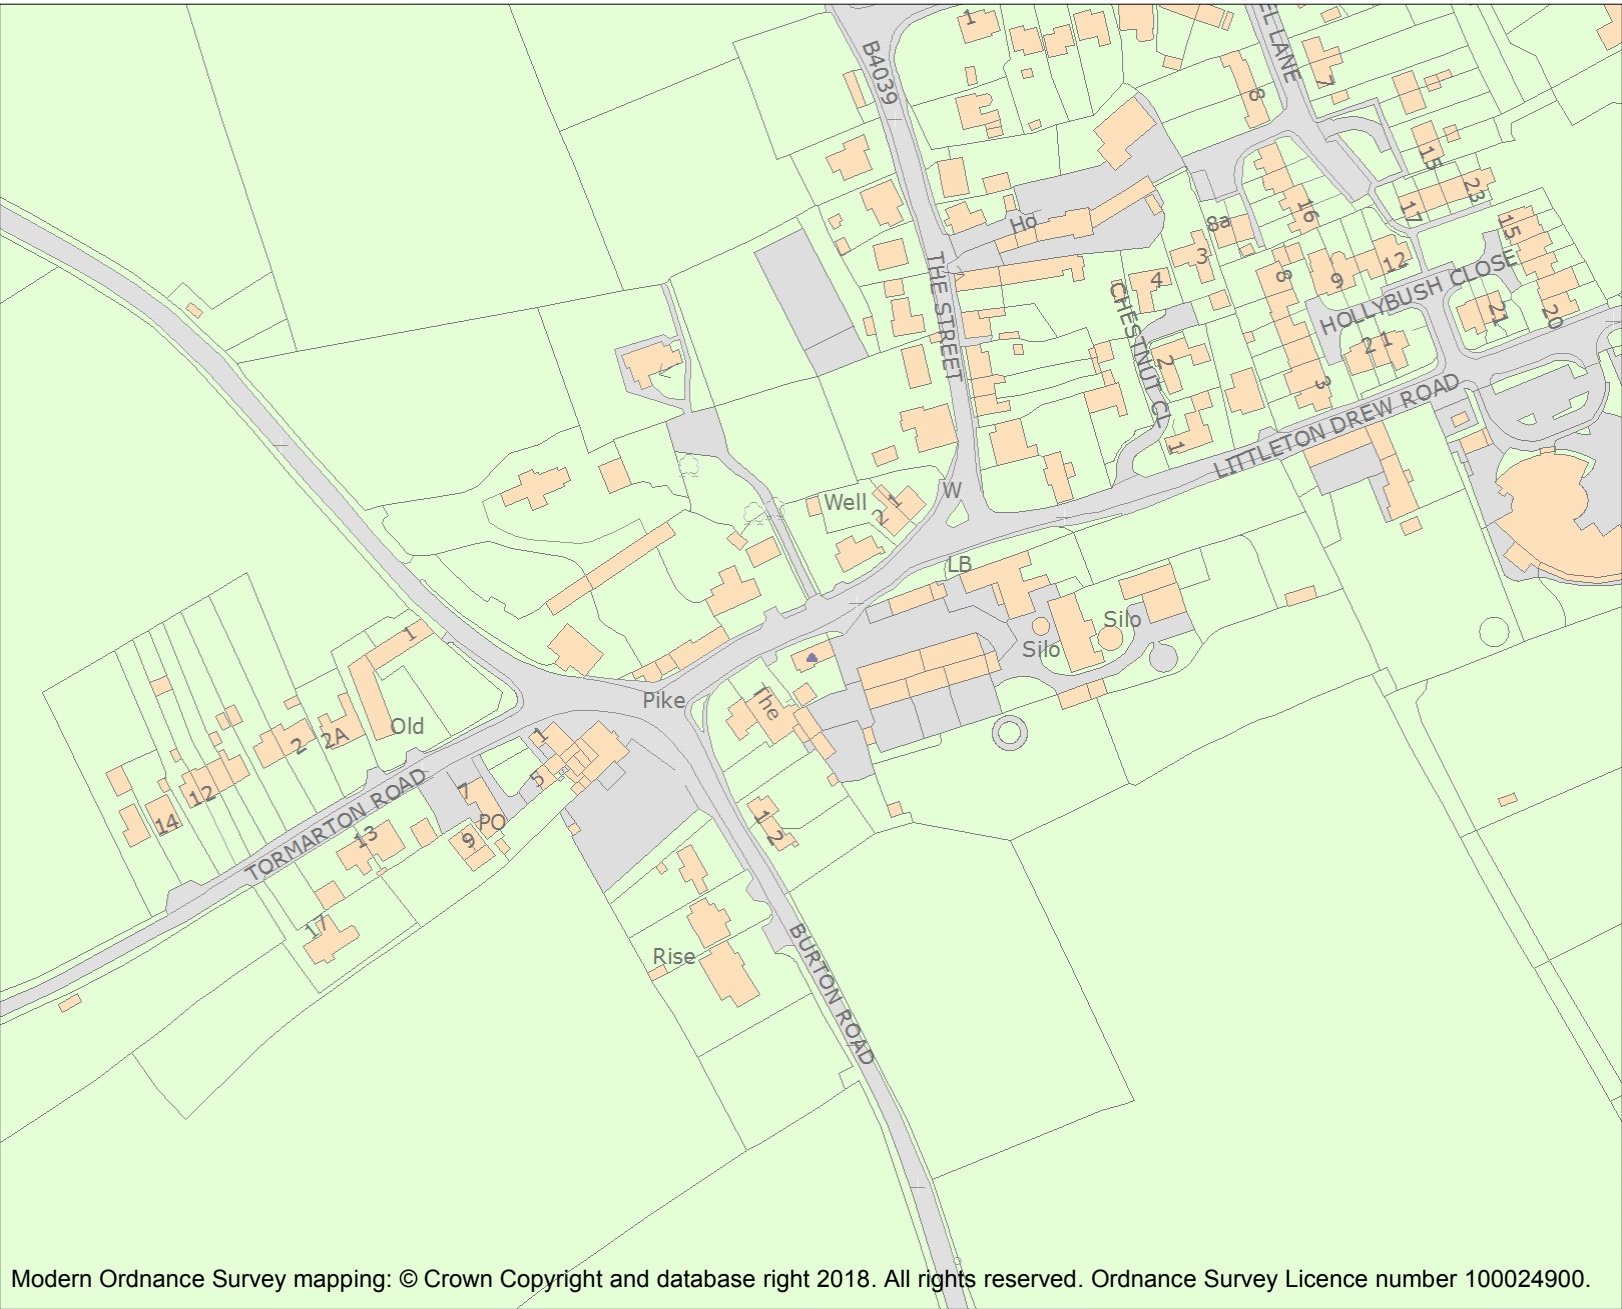 1
B4039
EL LANE
7
8
15
23
17
16
15
8a
Ho
3
12
9
8
4
HOLLYBUSH CLOSE
21
20
THE STREET
CHESTNUT CL
2
2 1
3
1
LITTLETON DREW ROAD
W
Well
1
2
LB
Silo
Silo
1
Pike
The
Old
2
2A
1
5
12
14
TORMARTON ROAD
7
PO
9
13
1
2
17
Rise
BURTON ROAD
Modern Ordnance Survey mapping: © Crown Copyright and database right 2018. All rights reserved. Ordnance Survey Licence number 100024900.